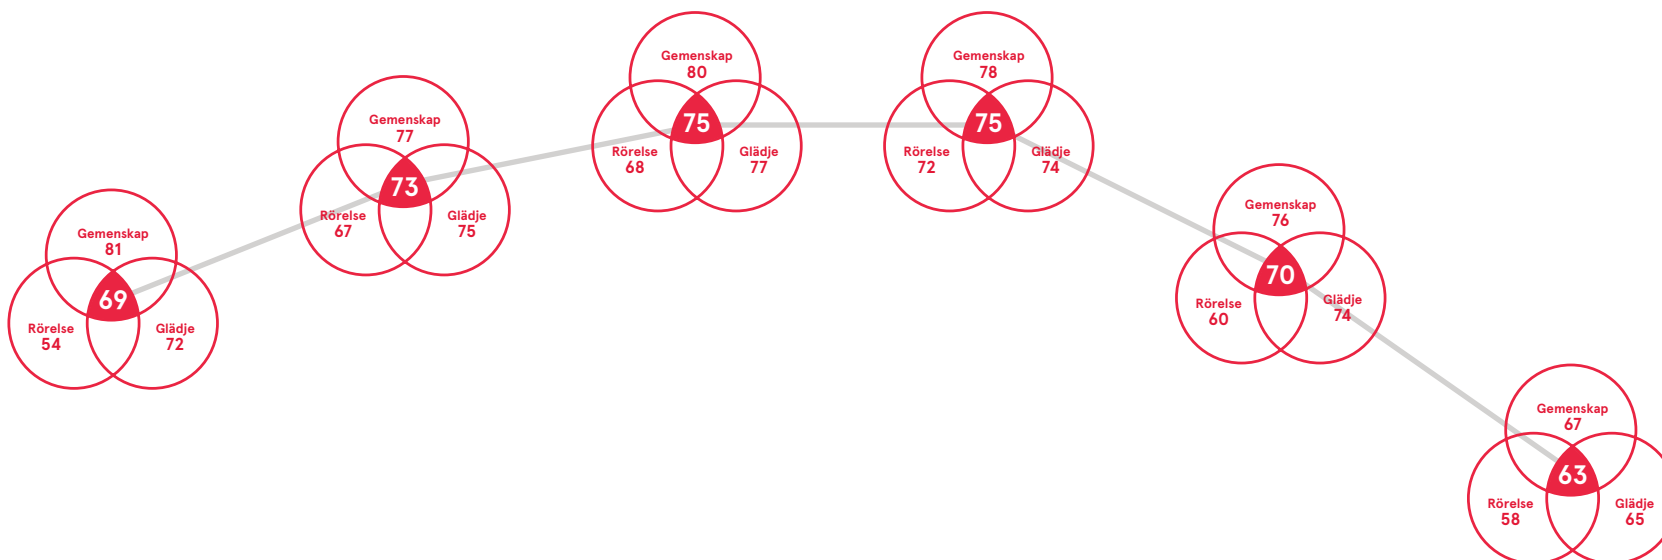 Gemenskap
81
69
Rörelse
54
Glädje
72
Gemenskap
77
73
Rörelse
67
Glädje
75
Gemenskap
80
75
Rörelse
68
Glädje
77
Gemenskap
78
75
Rörelse
72
Glädje
74
Gemenskap
76
70
Rörelse
60
Glädje
74
Gemenskap
67
63
Rörelse
58
Glädje
65